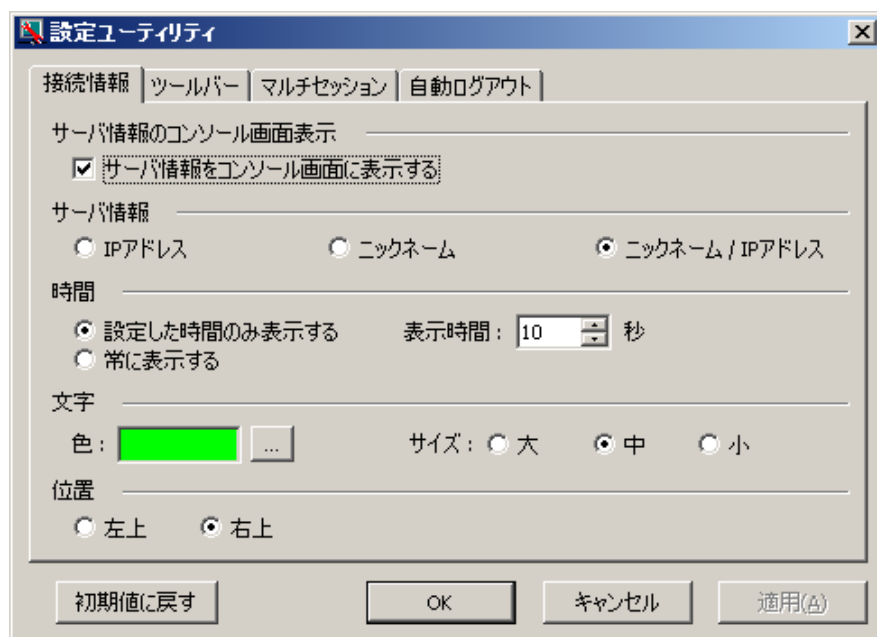 設定ユーティリティ
接続情報 ツールバー マルチセッション 自動ログアウト
サーバ情報のコンソール画面表示
サーバ情報をコンソール画面に表示する
サーバ情報
IPアドレス ニックネーム ニックネーム / IPアドレス
時間
設定した時間のみ表示する 表示時間： 10 秒
常に表示する
文字
色： ... サイズ： 大 中 小
位置
左上 右上
初期値に戻す OK キャンセル 適用(A)